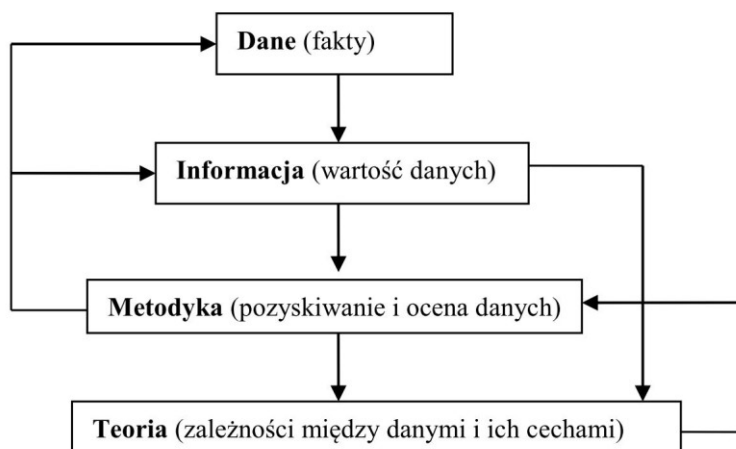 Dane (fakty)
Informacja (wartość danych)
Metodyka (pozyskiwanie i ocena danych)
Teoria (zależności między danymi i ich cechami)